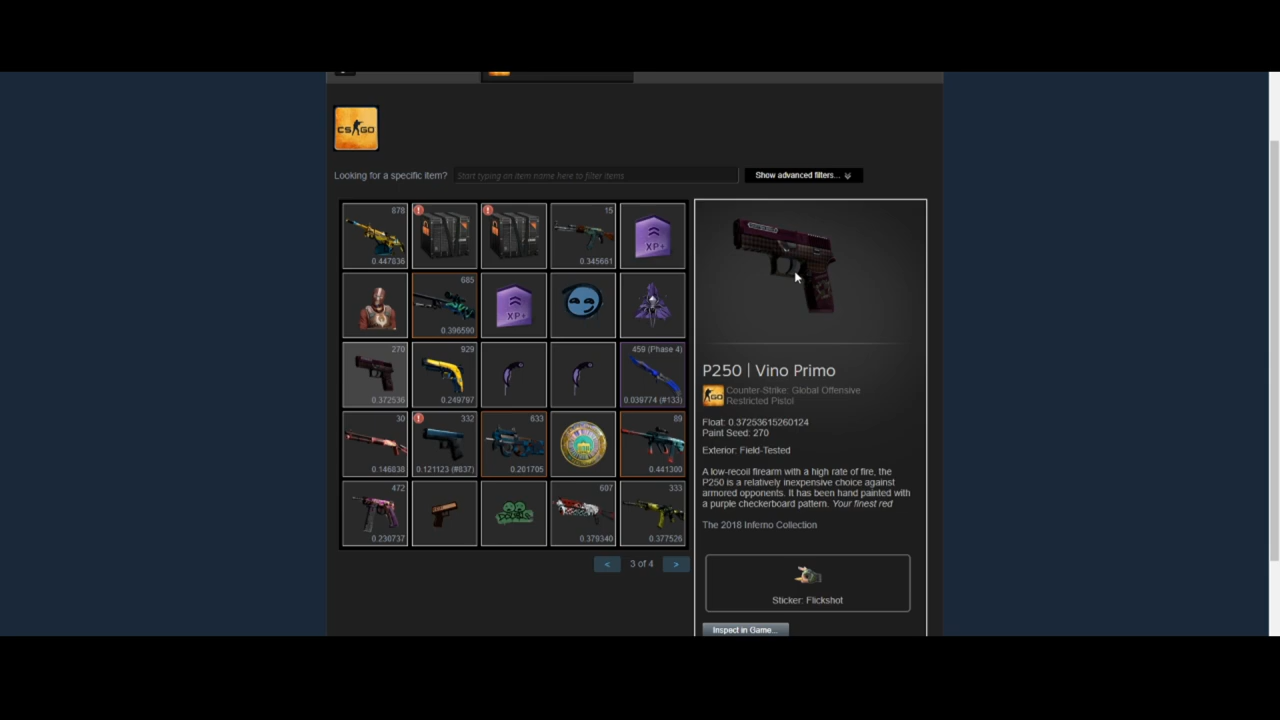 CS GO
Looking for a specific item?
Start typing an item name here to filter items
Show advanced filters...
878
0.447836
15
0.345661
XP+
685
0.396590
XP+
270
0.372536
929
0.249797
459 (Phase 4)
0.039774 (#133)
30
0.146838
332
0.121123 (#837)
633
0.201705
89
0.441309
472
0.230737
607
0.379340
333
0.377526
< 3 of 4 >
P250 | Vino Primo
GO
Counter-Strike: Global Offensive
Restricted Pistol
Float: 0.37253615260124
Paint Seed: 270
Exterior: Field-Tested
A low-recoil firearm with a high rate of fire, the
P250 is a relatively inexpensive choice against
armored opponents. It has been hand painted with
a purple checkerboard pattern. Your finest red
The 2018 Inferno Collection
Sticker: Flickshot
Inspect in Game...